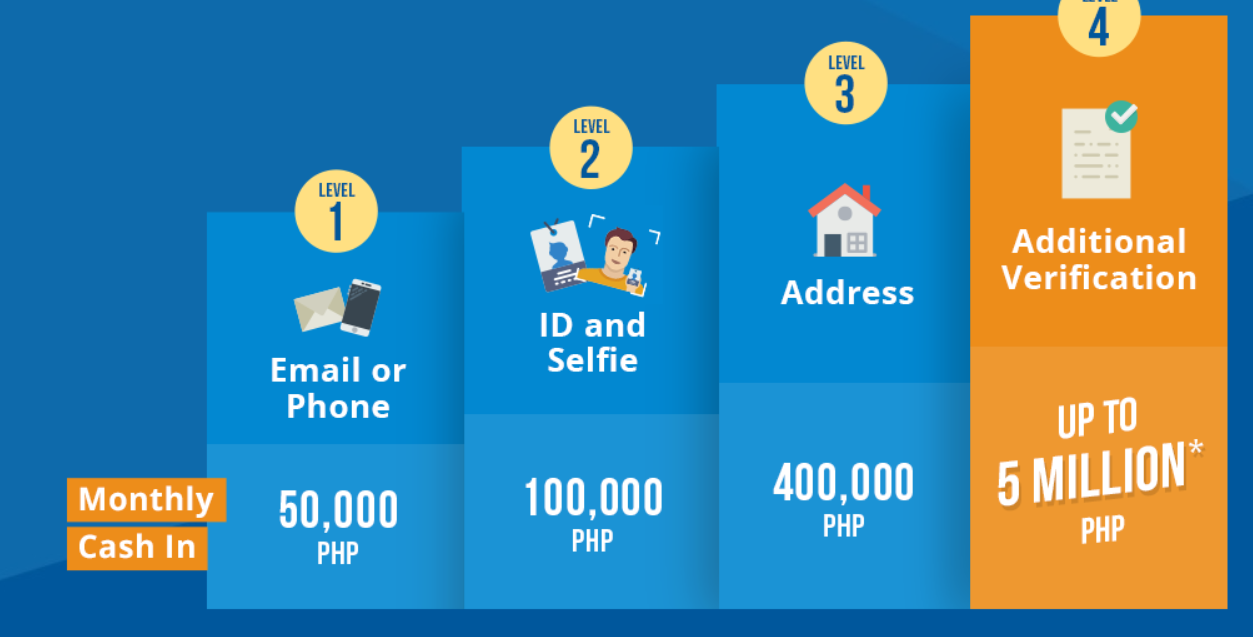 LEVEL
1
Email or
Phone
50,000
PHP
LEVEL
2
ID and
Selfie
100,000
PHP
LEVEL
3
Address
400,000
PHP
LEVEL
4
Additional
Verification
UP TO
5 MILLION*
PHP
Monthly
Cash In